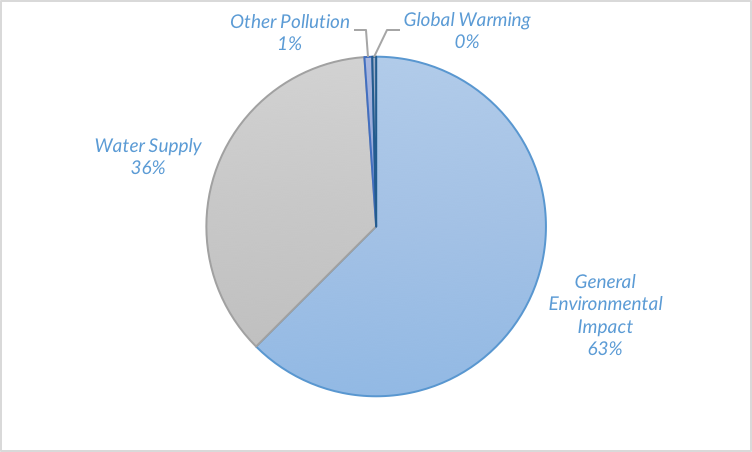 Other Pollution
1%
Global Warming
0%
Water Supply
36%
General
Environmental
Impact
63%